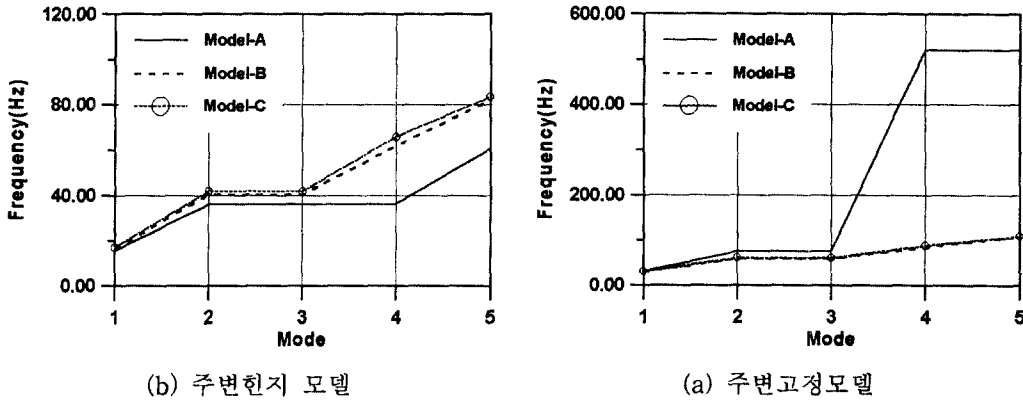 120.00
80.00
40.00
0.00
Frequency(Hz)
Model-A
Model-B
Model-C
1 2 3 4 5
Mode
(b) 주변힌지 모델
600.00
400.00
200.00
0.00
Frequency(Hz)
Model-A
Model-B
Model-C
1 2 3 4 5
Mode
(a) 주변고정모델